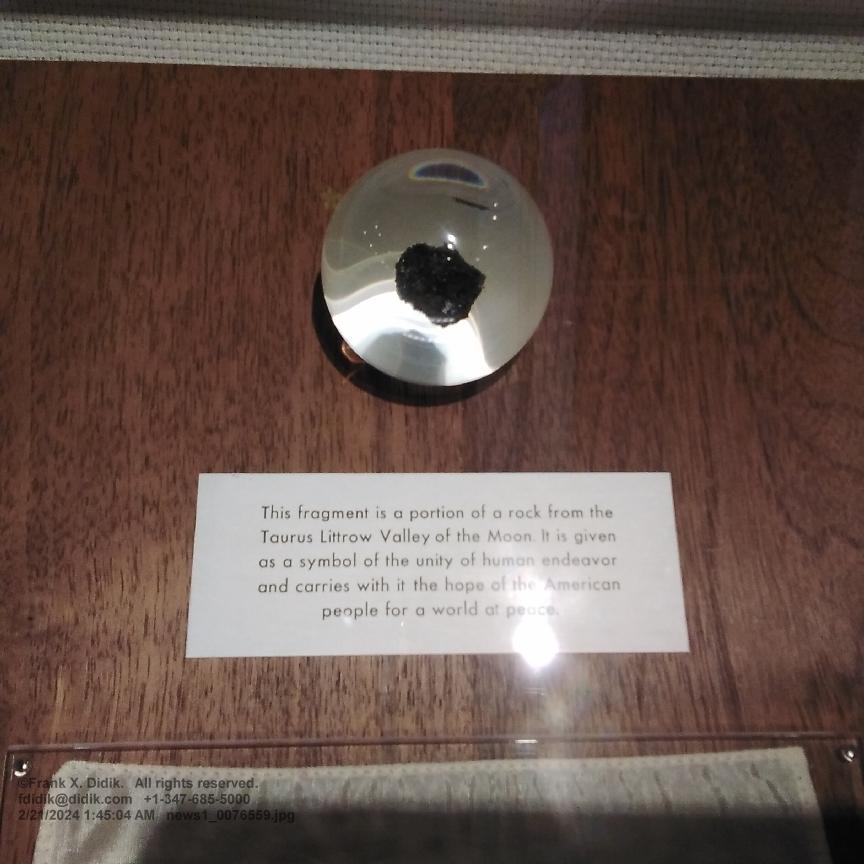 This fragment is a portion of a rock from the
Taurus Littrow Valley of the Moon. It is given
as a symbol of the unity of human endeavor
and carries with it the hope of the American
people for a world at peace.
©Frank X. Didik. All rights reserved.
fdidik@didik.com +1-347-685-5000
2/21/2024 1:45:04 AM news1_0076559.jpg